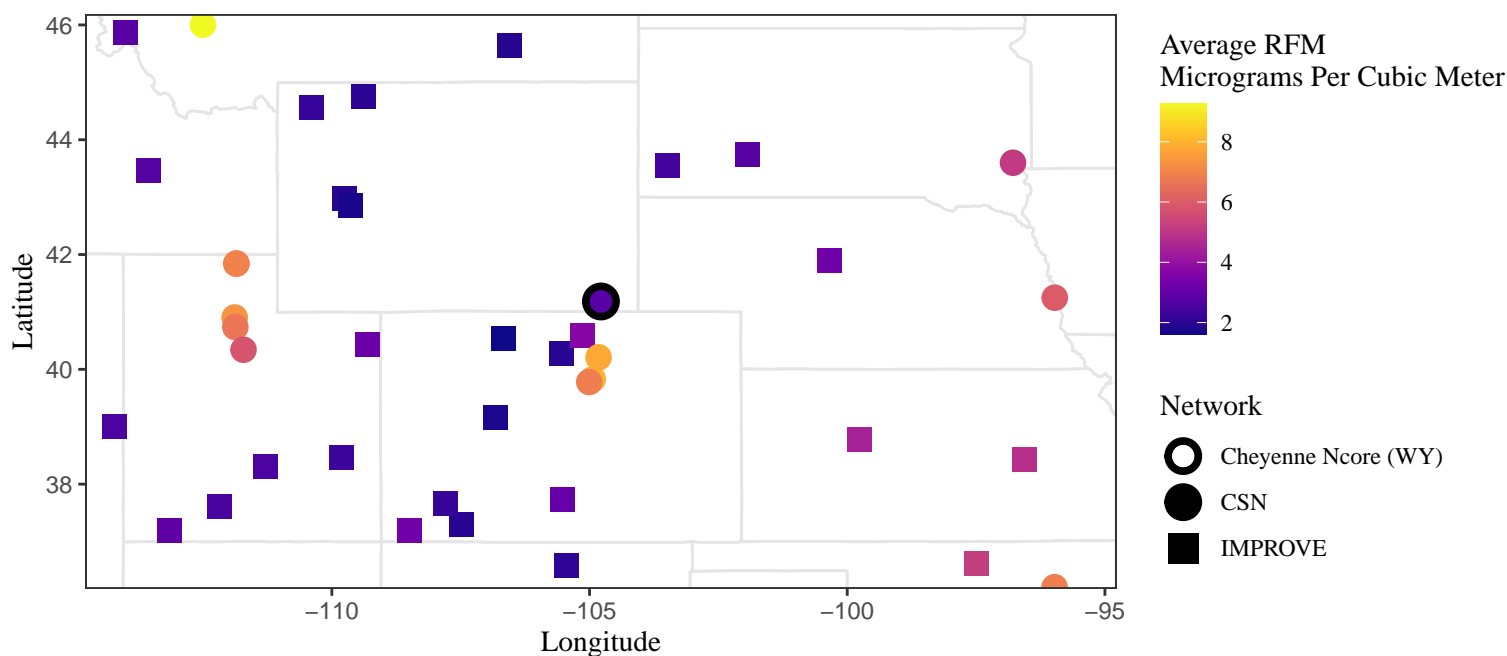 46
44
42
40
38
Latitude
−110
−105
−100
−95
Longitude
Average RFM
Micrograms Per Cubic Meter
8
6
4
2
Network
Cheyenne Ncore (WY)
CSN
IMPROVE